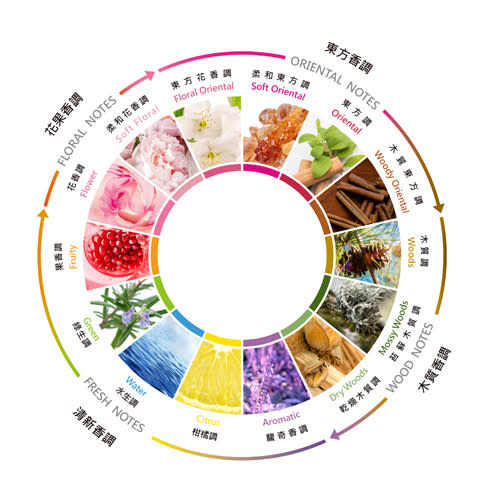 東方香調
ORIENTAL NOTES
柔和東方調
Soft Oriental
東方調
Oriental
木質東方調
Woody Oriental
木質調
Woods
Mossy Woods
苔蘚木質調
WOOD NOTES
木質香調
Dry Woods
乾燥木質調
Aromatic
馥奇香調
Citrus
柑橘調
Water
水生調
FRESH NOTES
清新香調
Green
綠生調
果香調
Fruity
花香調
Flower
花果香調
FLORAL NOTES
柔和花香調
Soft Floral
東方花香調
Floral Oriental